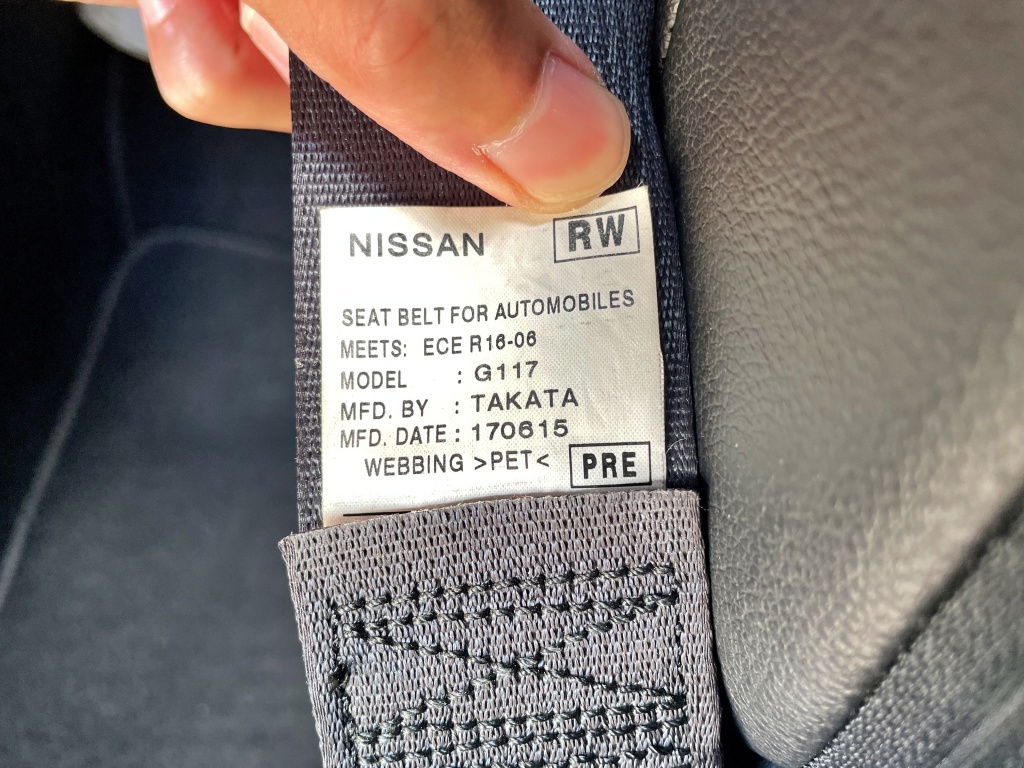 NISSAN RW
SEAT BELT FOR AUTOMOBILES
MEETS: ECE R16-06
MODEL : G117
MFD. BY : TAKATA
MFD. DATE : 170615
WEBBING >PET< PRE